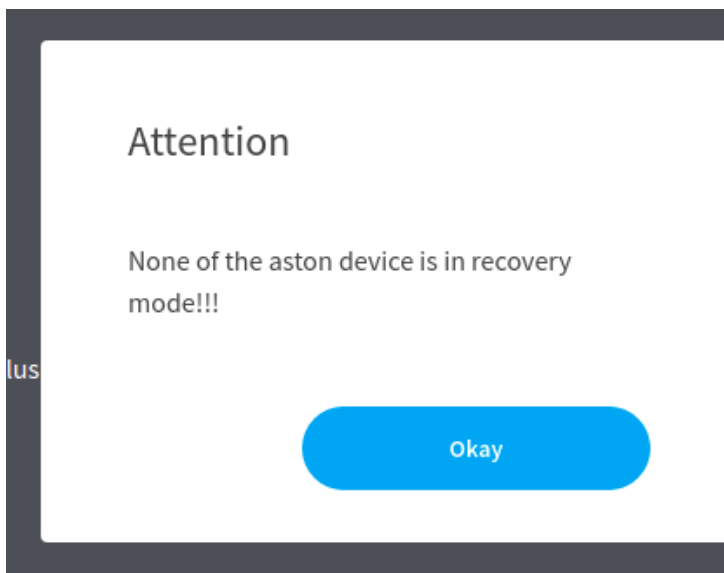 Attention
None of the aston device is in recovery
mode!!!
lus
Okay